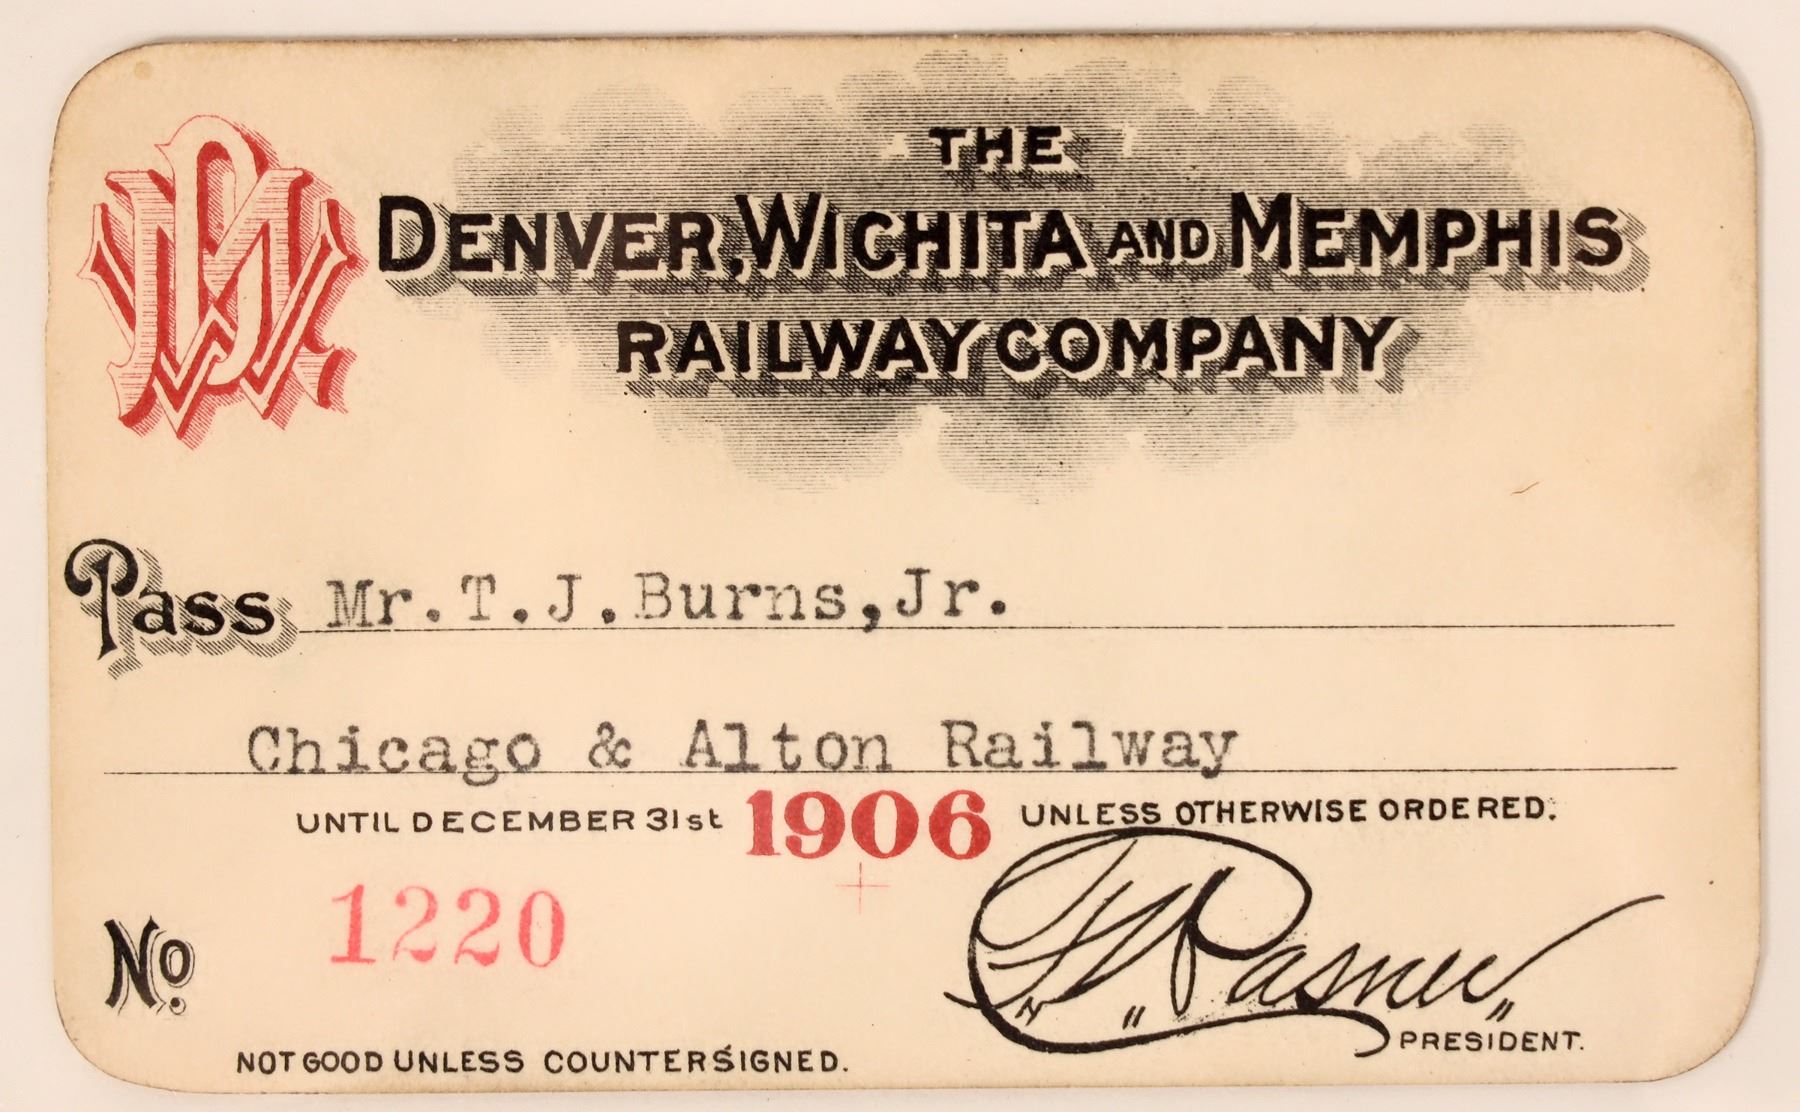 THE
DENVER, WICHITA AND MEMPHIS
RAILWAY COMPANY
Pass Mr. T. J. Burns, Jr.
Chicago & Alton Railway
UNTIL DECEMBER 31st 1906 UNLESS OTHERWISE ORDERED.
No. 1220
PRESIDENT.
NOT GOOD UNLESS COUNTERSIGNED.